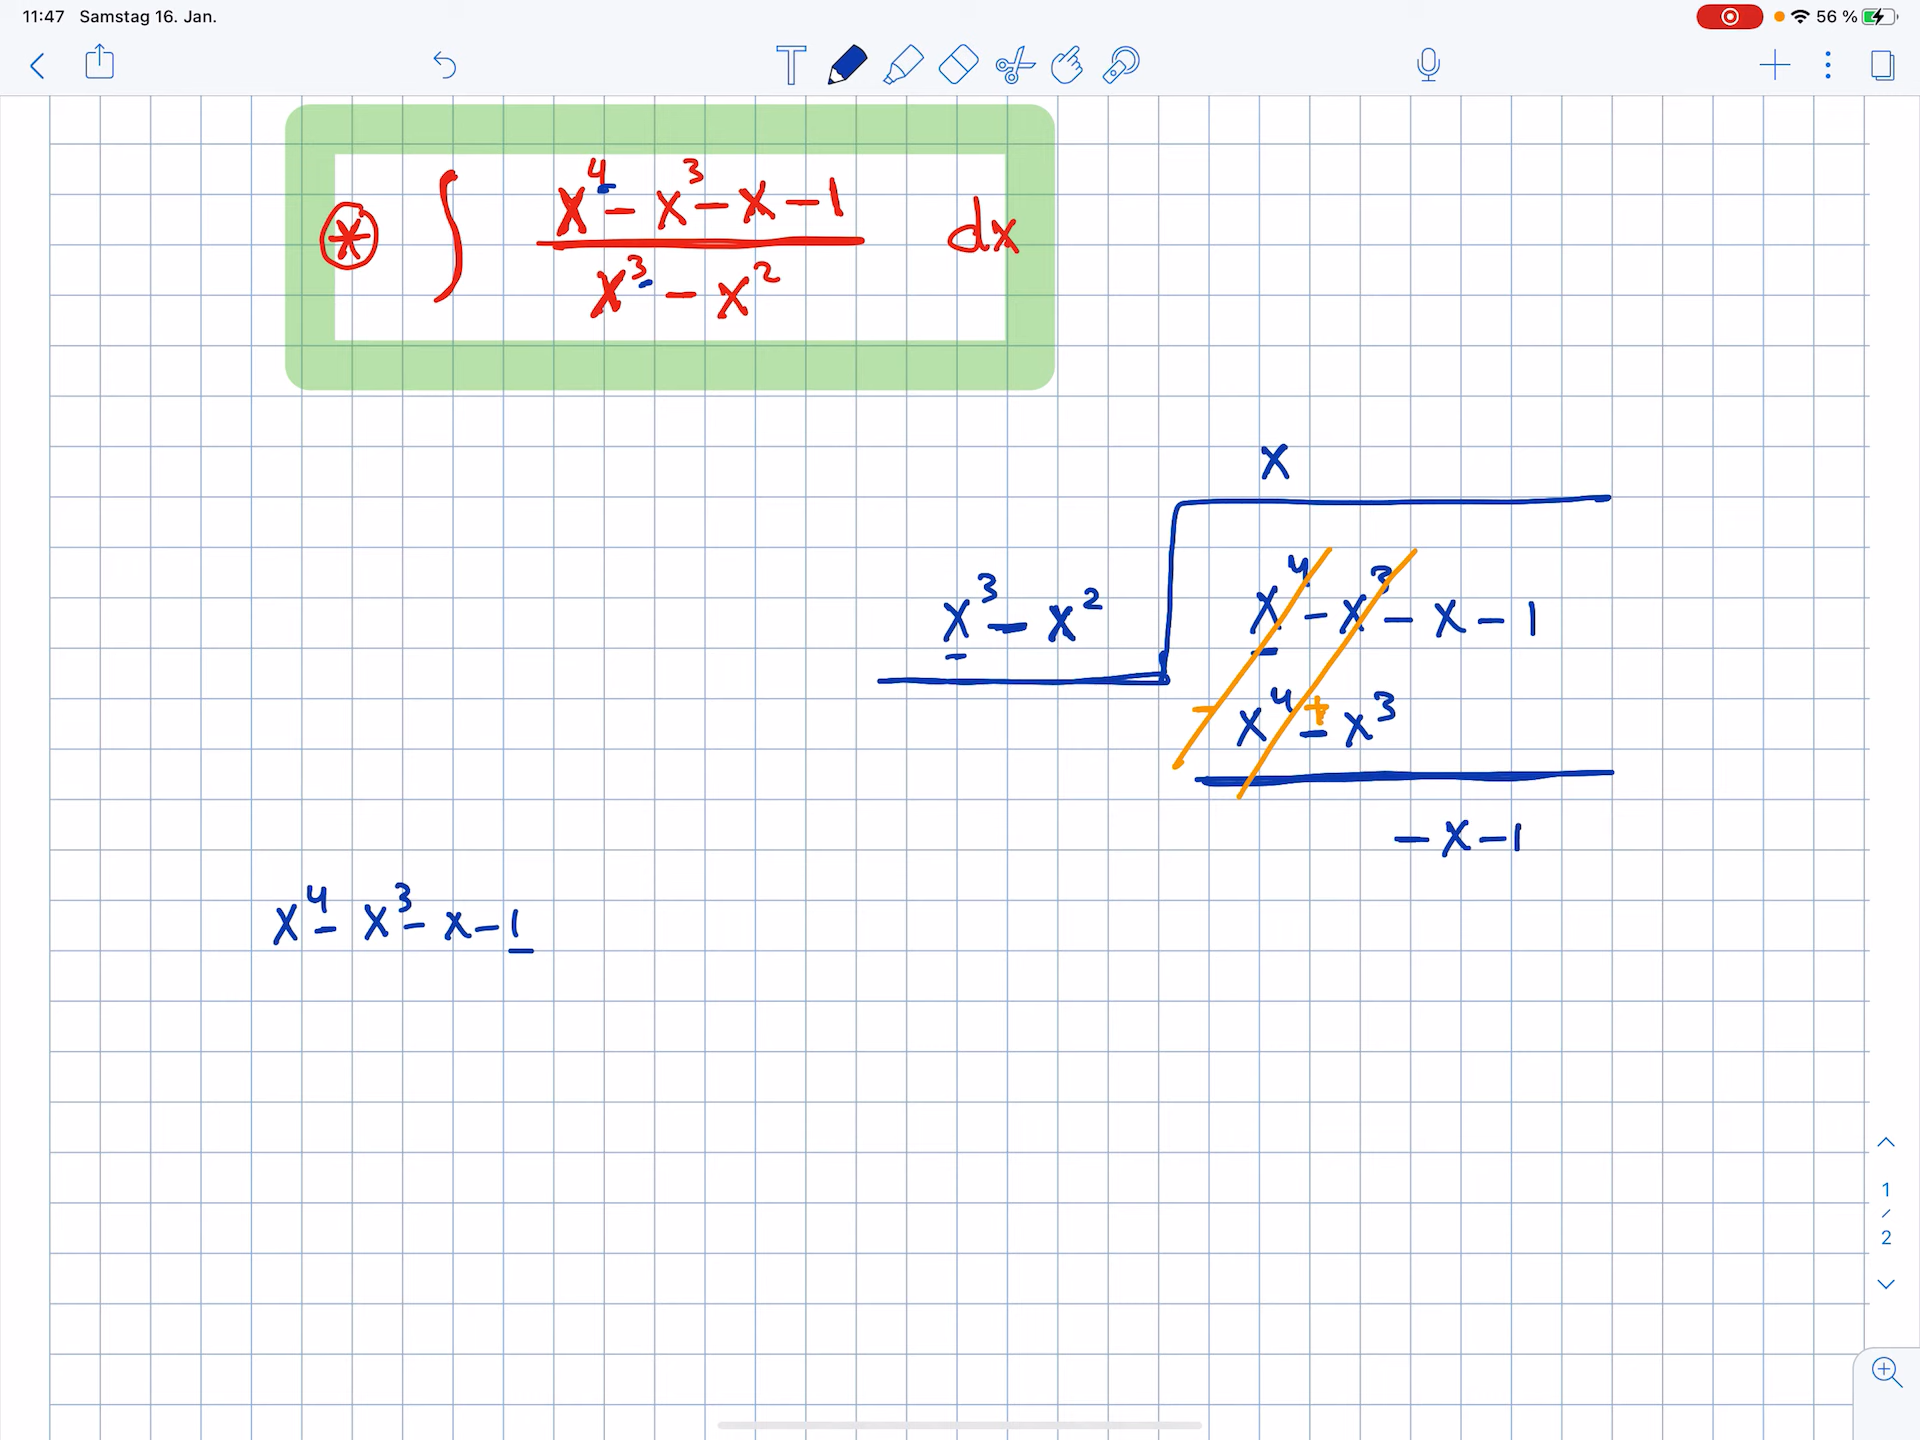 11:47 Samstag 16. Jan. 56 %
T
⊛ ∫ (x⁴ - x³ - x - 1) / (x³ - x²) dx
x
x³ - x² x⁴ - x³ - x - 1
- x⁴ -+ x³
- x - 1
x⁴ - x³ - x - 1
1
/
2